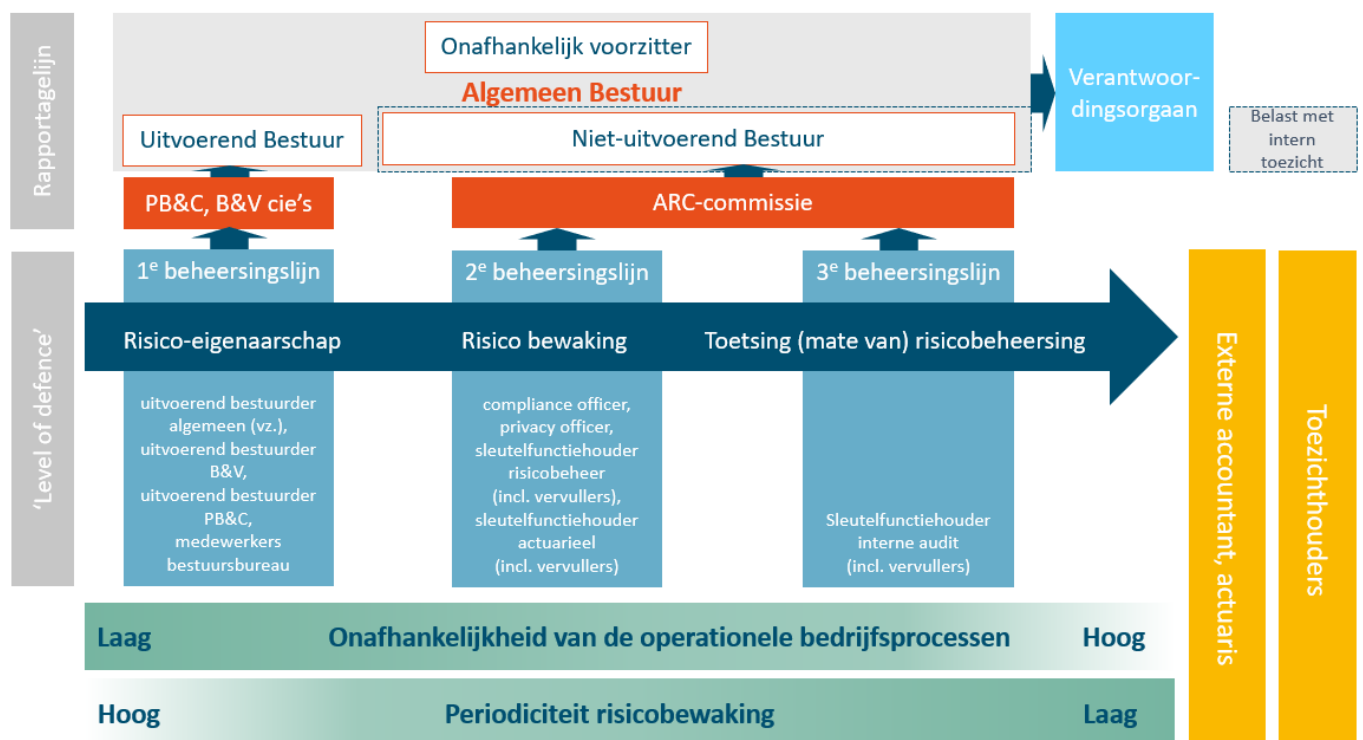 Rapportagelijn
Onafhankelijk voorzitter
Algemeen Bestuur
Uitvoerend Bestuur
Niet-uitvoerend Bestuur
Verantwoor-
dingsorgaan
Belast met
intern
toezicht
PB&C, B&V cie’s
ARC-commissie
‘Level of defence’
1e beheersingslijn
2e beheersingslijn
3e beheersingslijn
Risico-eigenaarschap
Risico bewaking
Toetsing (mate van) risicobeheersing
uitvoerend bestuurder
algemeen (vz.),
uitvoerend bestuurder
B&V,
uitvoerend bestuurder
PB&C,
medewerkers
bestuursbureau
compliance officer,
privacy officer,
sleutelfunctiehouder
risicobeheer
(incl. vervullers),
sleutelfunctiehouder
actuarieel
(incl. vervullers)
Sleutelfunctiehouder
interne audit
(incl. vervullers)
Externe accountant, actuaris
Toezichthouders
Laag
Onafhankelijkheid van de operationele bedrijfsprocessen
Hoog
Hoog
Periodiciteit risicobewaking
Laag